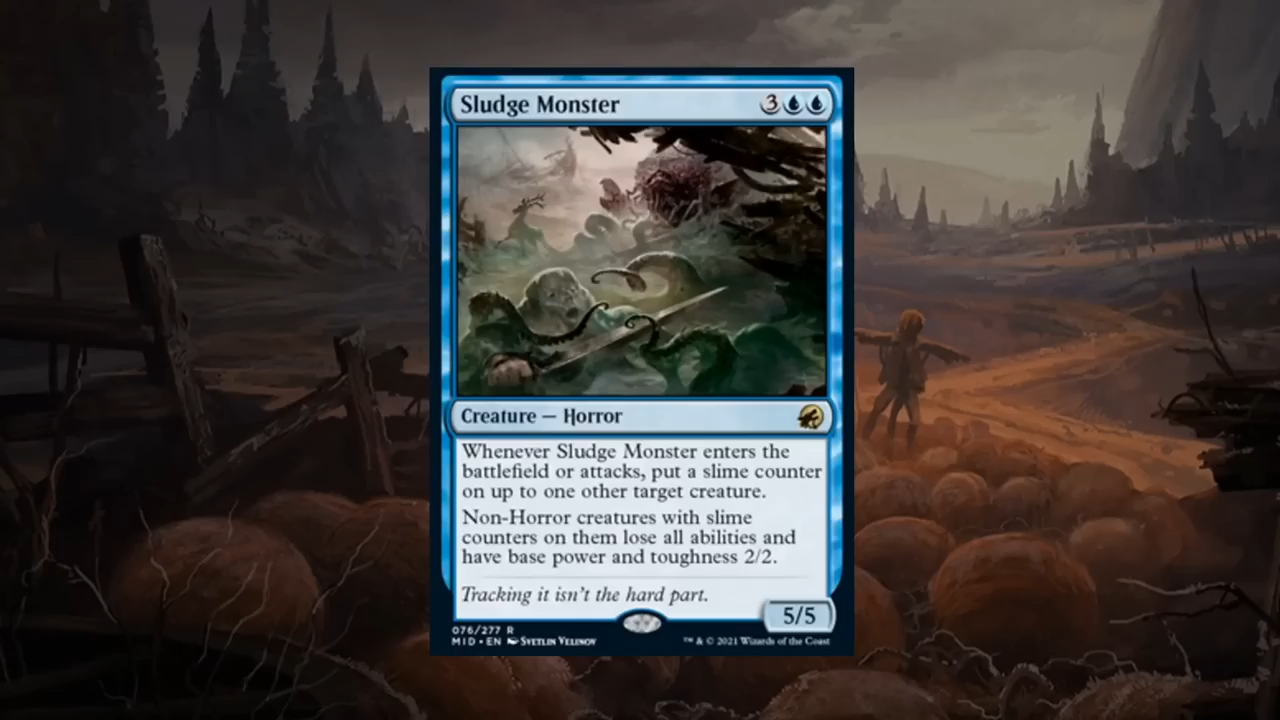 Sludge Monster 3
Creature — Horror
Whenever Sludge Monster enters the
battlefield or attacks, put a slime counter
on up to one other target creature.
Non-Horror creatures with slime
counters on them lose all abilities and
have base power and toughness 2/2.
Tracking it isn't the hard part.
5/5
076/277 R
MID • EN SVETLIN VELINOV
™ & © 2021 Wizards of the Coast